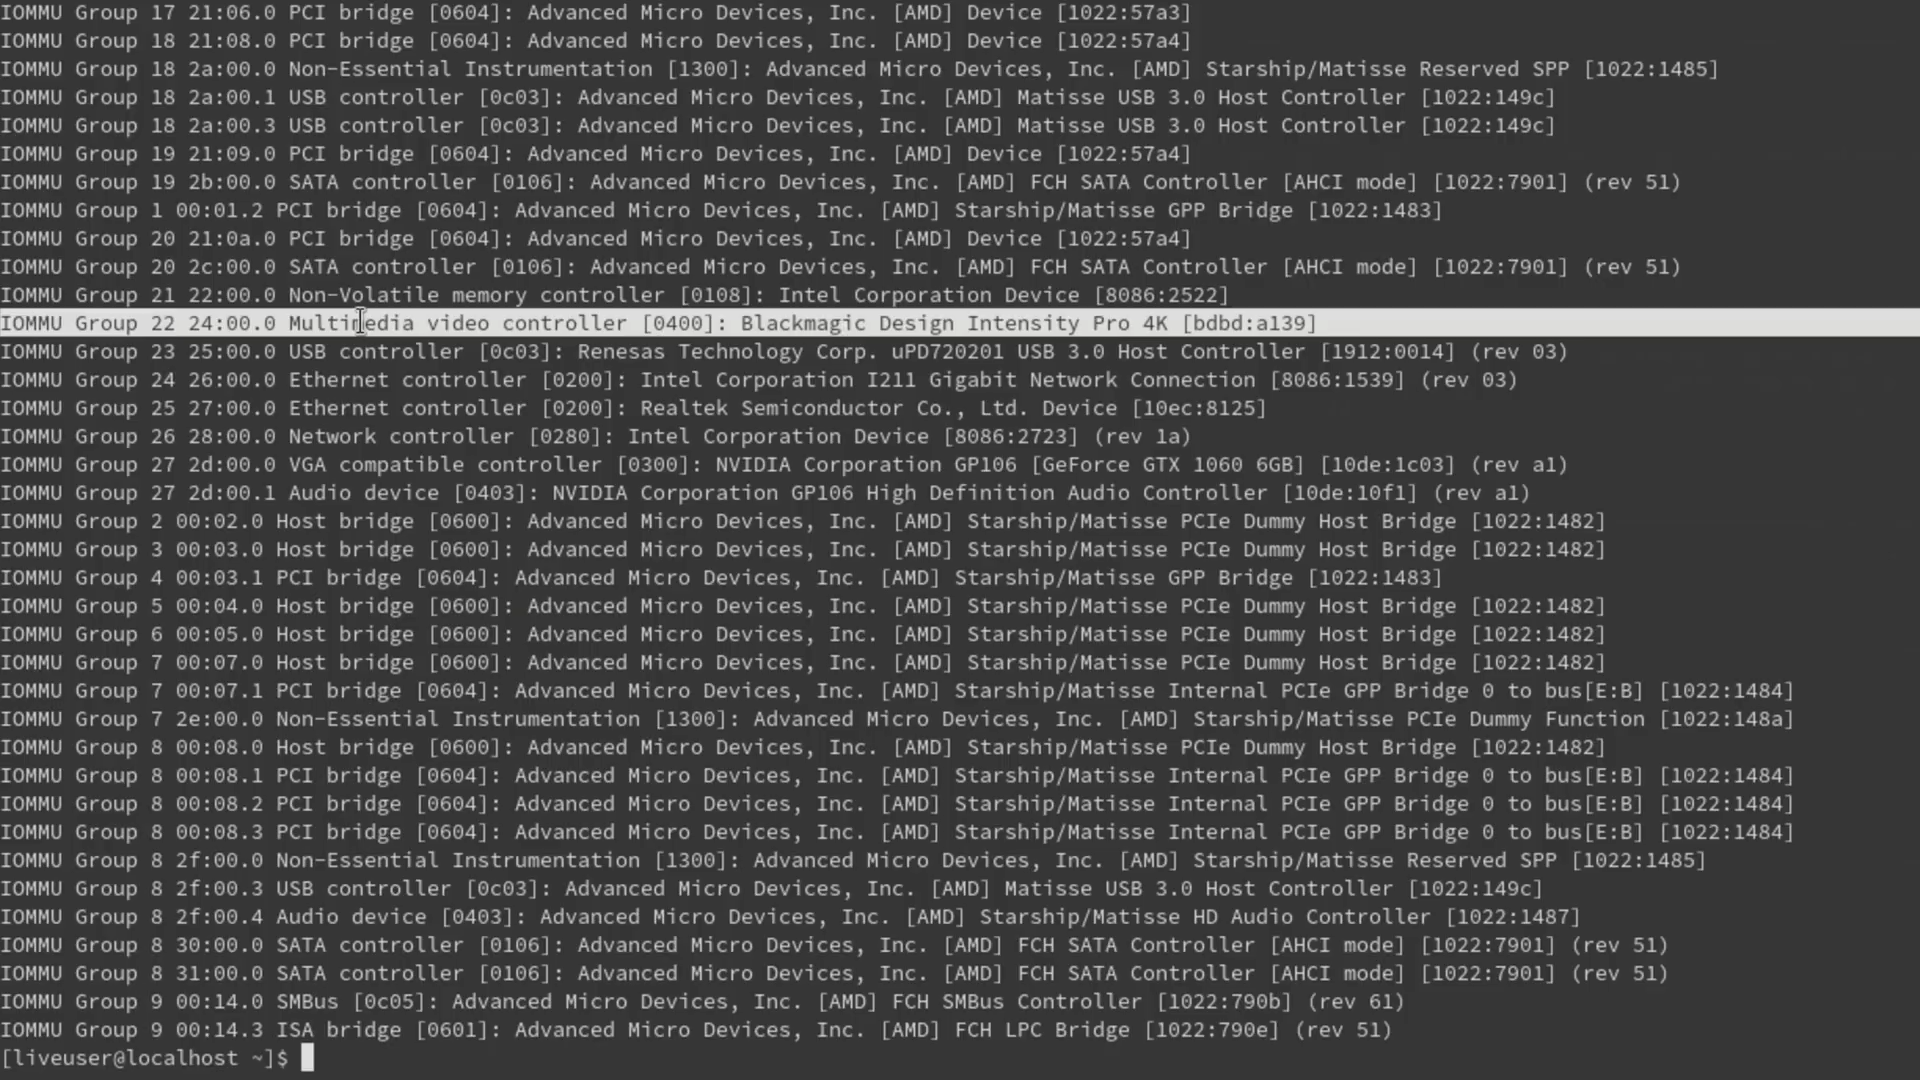 IOMMU Group 17 21:06.0 PCI bridge [0604]: Advanced Micro Devices, Inc. [AMD] Device [1022:57a3]
IOMMU Group 18 21:08.0 PCI bridge [0604]: Advanced Micro Devices, Inc. [AMD] Device [1022:57a4]
IOMMU Group 18 2a:00.0 Non-Essential Instrumentation [1300]: Advanced Micro Devices, Inc. [AMD] Starship/Matisse Reserved SPP [1022:1485]
IOMMU Group 18 2a:00.1 USB controller [0c03]: Advanced Micro Devices, Inc. [AMD] Matisse USB 3.0 Host Controller [1022:149c]
IOMMU Group 18 2a:00.3 USB controller [0c03]: Advanced Micro Devices, Inc. [AMD] Matisse USB 3.0 Host Controller [1022:149c]
IOMMU Group 19 21:09.0 PCI bridge [0604]: Advanced Micro Devices, Inc. [AMD] Device [1022:57a4]
IOMMU Group 19 2b:00.0 SATA controller [0106]: Advanced Micro Devices, Inc. [AMD] FCH SATA Controller [AHCI mode] [1022:7901] (rev 51)
IOMMU Group 1 00:01.2 PCI bridge [0604]: Advanced Micro Devices, Inc. [AMD] Starship/Matisse GPP Bridge [1022:1483]
IOMMU Group 20 21:0a.0 PCI bridge [0604]: Advanced Micro Devices, Inc. [AMD] Device [1022:57a4]
IOMMU Group 20 2c:00.0 SATA controller [0106]: Advanced Micro Devices, Inc. [AMD] FCH SATA Controller [AHCI mode] [1022:7901] (rev 51)
IOMMU Group 21 22:00.0 Non-Volatile memory controller [0108]: Intel Corporation Device [8086:2522]
IOMMU Group 22 24:00.0 Multimedia video controller [0400]: Blackmagic Design Intensity Pro 4K [bdbd:a139]
IOMMU Group 23 25:00.0 USB controller [0c03]: Renesas Technology Corp. uPD720201 USB 3.0 Host Controller [1912:0014] (rev 03)
IOMMU Group 24 26:00.0 Ethernet controller [0200]: Intel Corporation I211 Gigabit Network Connection [8086:1539] (rev 03)
IOMMU Group 25 27:00.0 Ethernet controller [0200]: Realtek Semiconductor Co., Ltd. Device [10ec:8125]
IOMMU Group 26 28:00.0 Network controller [0280]: Intel Corporation Device [8086:2723] (rev 1a)
IOMMU Group 27 2d:00.0 VGA compatible controller [0300]: NVIDIA Corporation GP106 [GeForce GTX 1060 6GB] [10de:1c03] (rev a1)
IOMMU Group 27 2d:00.1 Audio device [0403]: NVIDIA Corporation GP106 High Definition Audio Controller [10de:10f1] (rev a1)
IOMMU Group 2 00:02.0 Host bridge [0600]: Advanced Micro Devices, Inc. [AMD] Starship/Matisse PCIe Dummy Host Bridge [1022:1482]
IOMMU Group 3 00:03.0 Host bridge [0600]: Advanced Micro Devices, Inc. [AMD] Starship/Matisse PCIe Dummy Host Bridge [1022:1482]
IOMMU Group 4 00:03.1 PCI bridge [0604]: Advanced Micro Devices, Inc. [AMD] Starship/Matisse GPP Bridge [1022:1483]
IOMMU Group 5 00:04.0 Host bridge [0600]: Advanced Micro Devices, Inc. [AMD] Starship/Matisse PCIe Dummy Host Bridge [1022:1482]
IOMMU Group 6 00:05.0 Host bridge [0600]: Advanced Micro Devices, Inc. [AMD] Starship/Matisse PCIe Dummy Host Bridge [1022:1482]
IOMMU Group 7 00:07.0 Host bridge [0600]: Advanced Micro Devices, Inc. [AMD] Starship/Matisse PCIe Dummy Host Bridge [1022:1482]
IOMMU Group 7 00:07.1 PCI bridge [0604]: Advanced Micro Devices, Inc. [AMD] Starship/Matisse Internal PCIe GPP Bridge 0 to bus[E:B] [1022:1484]
IOMMU Group 7 2e:00.0 Non-Essential Instrumentation [1300]: Advanced Micro Devices, Inc. [AMD] Starship/Matisse PCIe Dummy Function [1022:148a]
IOMMU Group 8 00:08.0 Host bridge [0600]: Advanced Micro Devices, Inc. [AMD] Starship/Matisse PCIe Dummy Host Bridge [1022:1482]
IOMMU Group 8 00:08.1 PCI bridge [0604]: Advanced Micro Devices, Inc. [AMD] Starship/Matisse Internal PCIe GPP Bridge 0 to bus[E:B] [1022:1484]
IOMMU Group 8 00:08.2 PCI bridge [0604]: Advanced Micro Devices, Inc. [AMD] Starship/Matisse Internal PCIe GPP Bridge 0 to bus[E:B] [1022:1484]
IOMMU Group 8 00:08.3 PCI bridge [0604]: Advanced Micro Devices, Inc. [AMD] Starship/Matisse Internal PCIe GPP Bridge 0 to bus[E:B] [1022:1484]
IOMMU Group 8 2f:00.0 Non-Essential Instrumentation [1300]: Advanced Micro Devices, Inc. [AMD] Starship/Matisse Reserved SPP [1022:1485]
IOMMU Group 8 2f:00.3 USB controller [0c03]: Advanced Micro Devices, Inc. [AMD] Matisse USB 3.0 Host Controller [1022:149c]
IOMMU Group 8 2f:00.4 Audio device [0403]: Advanced Micro Devices, Inc. [AMD] Starship/Matisse HD Audio Controller [1022:1487]
IOMMU Group 8 30:00.0 SATA controller [0106]: Advanced Micro Devices, Inc. [AMD] FCH SATA Controller [AHCI mode] [1022:7901] (rev 51)
IOMMU Group 8 31:00.0 SATA controller [0106]: Advanced Micro Devices, Inc. [AMD] FCH SATA Controller [AHCI mode] [1022:7901] (rev 51)
IOMMU Group 9 00:14.0 SMBus [0c05]: Advanced Micro Devices, Inc. [AMD] FCH SMBus Controller [1022:790b] (rev 61)
IOMMU Group 9 00:14.3 ISA bridge [0601]: Advanced Micro Devices, Inc. [AMD] FCH LPC Bridge [1022:790e] (rev 51)
[liveuser@localhost ~]$